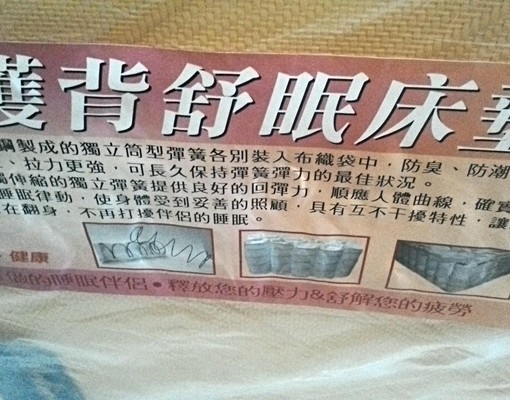 護背舒眠床墊
鋼製成的獨立筒型彈簧各別裝入布織袋中，防臭、防潮
、拉力更強，可長久保持彈簧彈力的最佳狀況。
伸縮的獨立彈簧提供良好的回彈力，順應人體曲線，確實
睡眠律動，使身體受到妥善的照顧，具有互不干擾特性，讓
在翻身，不再打擾伴侶的睡眠。
健康
的睡眠伴侶•釋放您的壓力&舒解您的疲勞